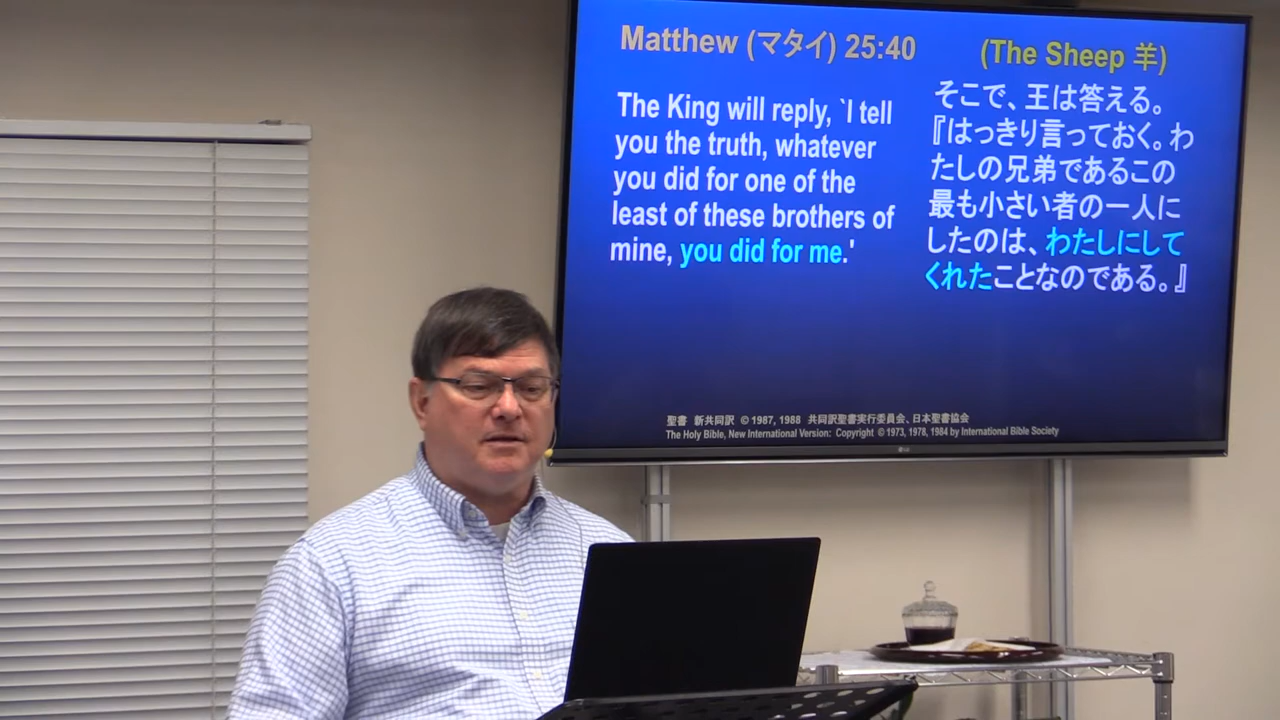 Matthew (マタイ) 25:40
(The Sheep 羊)
The King will reply, `I tell
you the truth, whatever
you did for one of the
least of these brothers of
mine, you did for me.'
そこで、王は答える。
『はっきり言っておく。わ
たしの兄弟であるこの
最も小さい者の一人に
したのは、わたしにして
くれたことなのである。』
聖書 新共同訳 © 1987, 1988 共同訳聖書実行委員会、日本聖書協会
The Holy Bible, New International Version: Copyright © 1973, 1978, 1984 by International Bible Society
LG